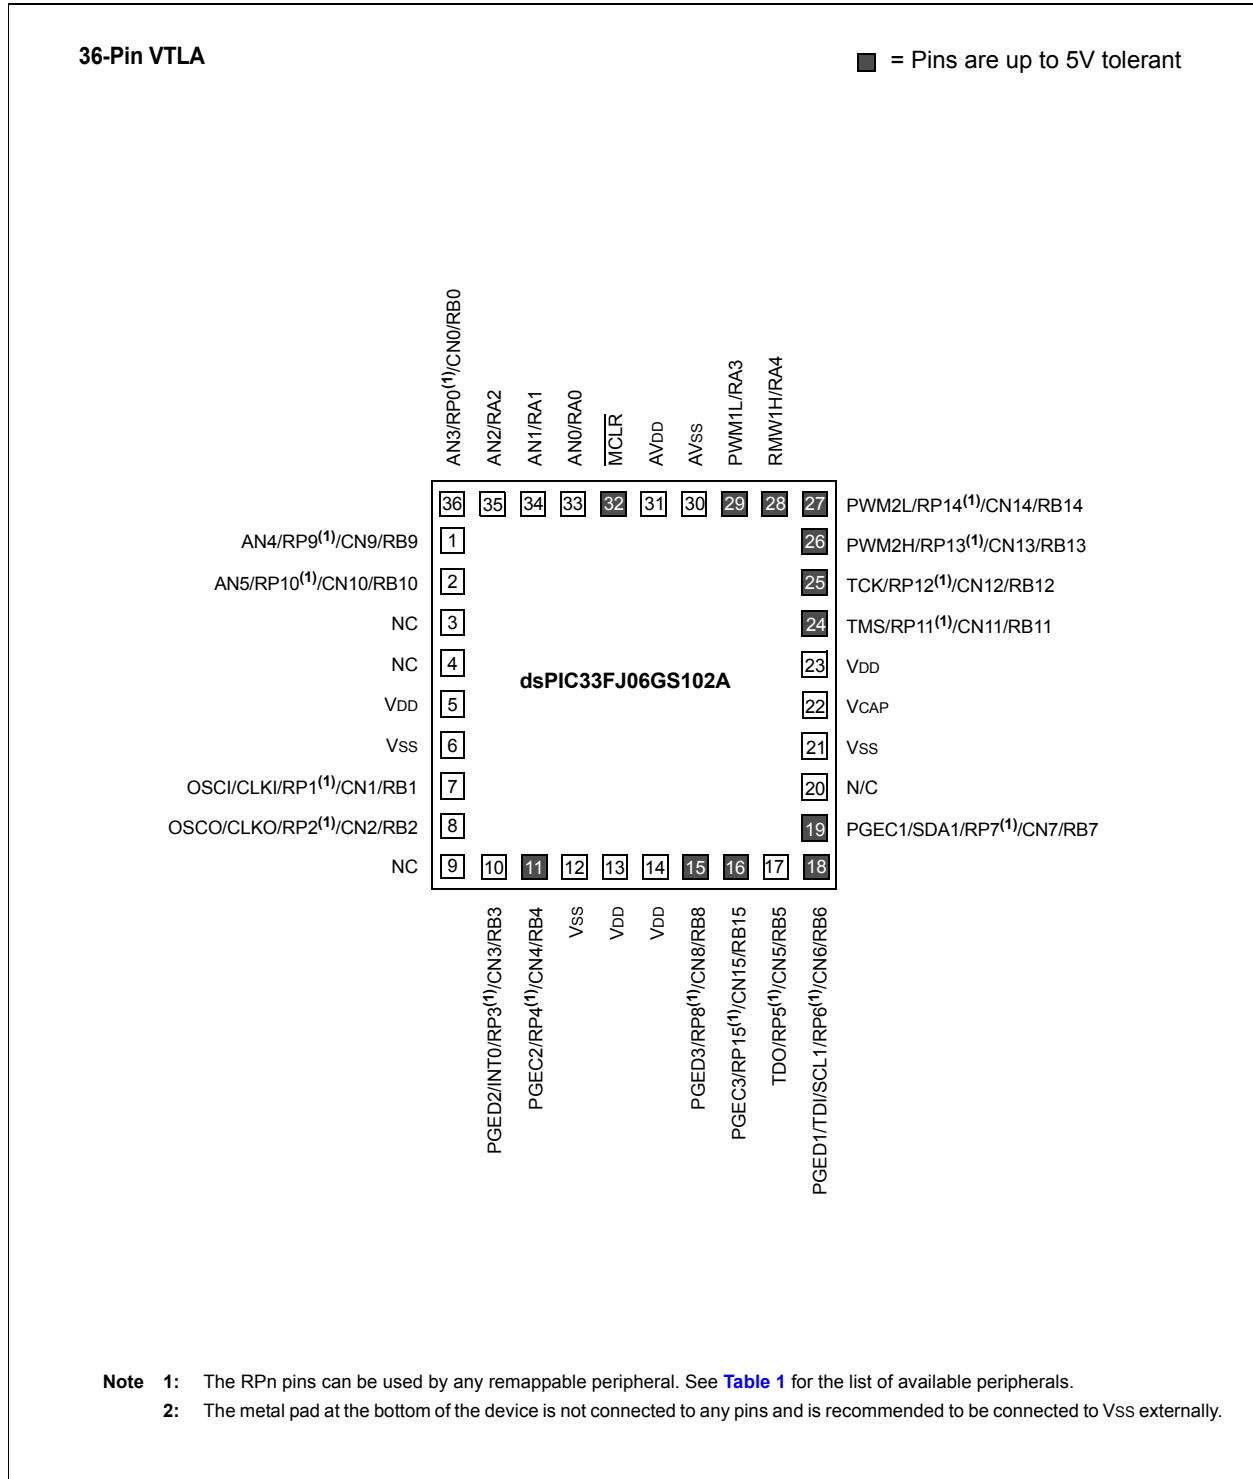 36-Pin VTLA
= Pins are up to 5V tolerant
AN3/RP0(1)/CN0/RB0
AN2/RA2
AN1/RA1
AN0/RA0
MCLR
AVDD
AVSS
PWM1L/RA3
RMW1H/RA4
36 35 34 33 32 31 30 29 28 27 PWM2L/RP14(1)/CN14/RB14
AN4/RP9(1)/CN9/RB9 1 26 PWM2H/RP13(1)/CN13/RB13
AN5/RP10(1)/CN10/RB10 2 25 TCK/RP12(1)/CN12/RB12
NC 3 24 TMS/RP11(1)/CN11/RB11
NC 4 23 VDD
dsPIC33FJ06GS102A
VDD 5 22 VCAP
VSS 6 21 VSS
OSCI/CLKI/RP1(1)/CN1/RB1 7 20 N/C
OSCO/CLKO/RP2(1)/CN2/RB2 8 19 PGEC1/SDA1/RP7(1)/CN7/RB7
NC 9 10 11 12 13 14 15 16 17 18
PGED2/INT0/RP3(1)/CN3/RB3
PGEC2/RP4(1)/CN4/RB4
VSS
VDD
VDD
PGED3/RP8(1)/CN8/RB8
PGEC3/RP15(1)/CN15/RB15
TDO/RP5(1)/CN5/RB5
PGED1/TDI/SCL1/RP6(1)/CN6/RB6
Note 1: The RPn pins can be used by any remappable peripheral. See Table 1 for the list of available peripherals.
2: The metal pad at the bottom of the device is not connected to any pins and is recommended to be connected to VSS externally.